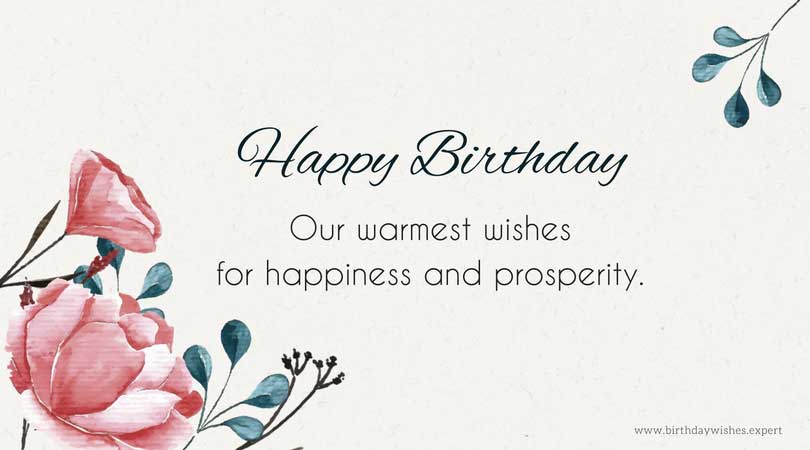 Happy Birthday
Our warmest wishes
for happiness and prosperity.
www.birthdaywishes.expert